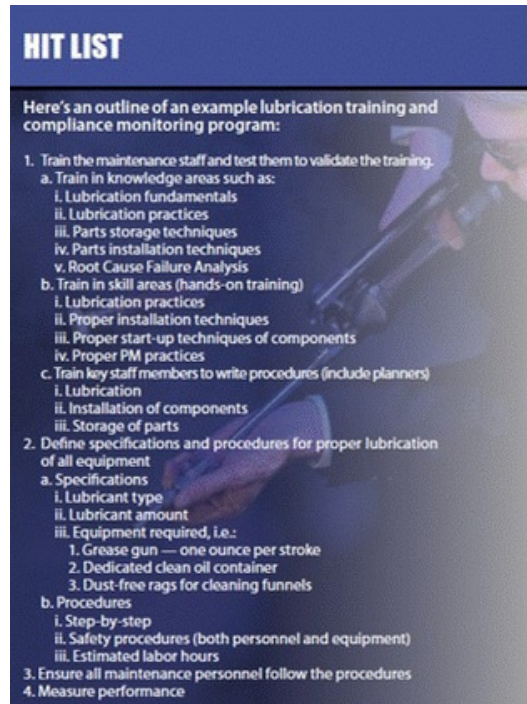 HIT LIST
Here's an outline of an example lubrication training and
compliance monitoring program:
1. Train the maintenance staff and test them to validate the training.
a. Train in knowledge areas such as:
i. Lubrication fundamentals
ii. Lubrication practices
iii. Parts storage techniques
iv. Parts installation techniques
v. Root Cause Failure Analysis
b. Train in skill areas (hands-on training)
i. Lubrication practices
ii. Proper installation techniques
iii. Proper start-up techniques of components
iv. Proper PM practices
c. Train key staff members to write procedures (include planners)
i. Lubrication
ii. Installation of components
iii. Storage of parts
2. Define specifications and procedures for proper lubrication
of all equipment
a. Specifications
i. Lubricant type
ii. Lubricant amount
iii. Equipment required, i.e.:
1. Grease gun — one ounce per stroke
2. Dedicated clean oil container
3. Dust-free rags for cleaning funnels
b. Procedures
i. Step-by-step
ii. Safety procedures (both personnel and equipment)
iii. Estimated labor hours
3. Ensure all maintenance personnel follow the procedures
4. Measure performance